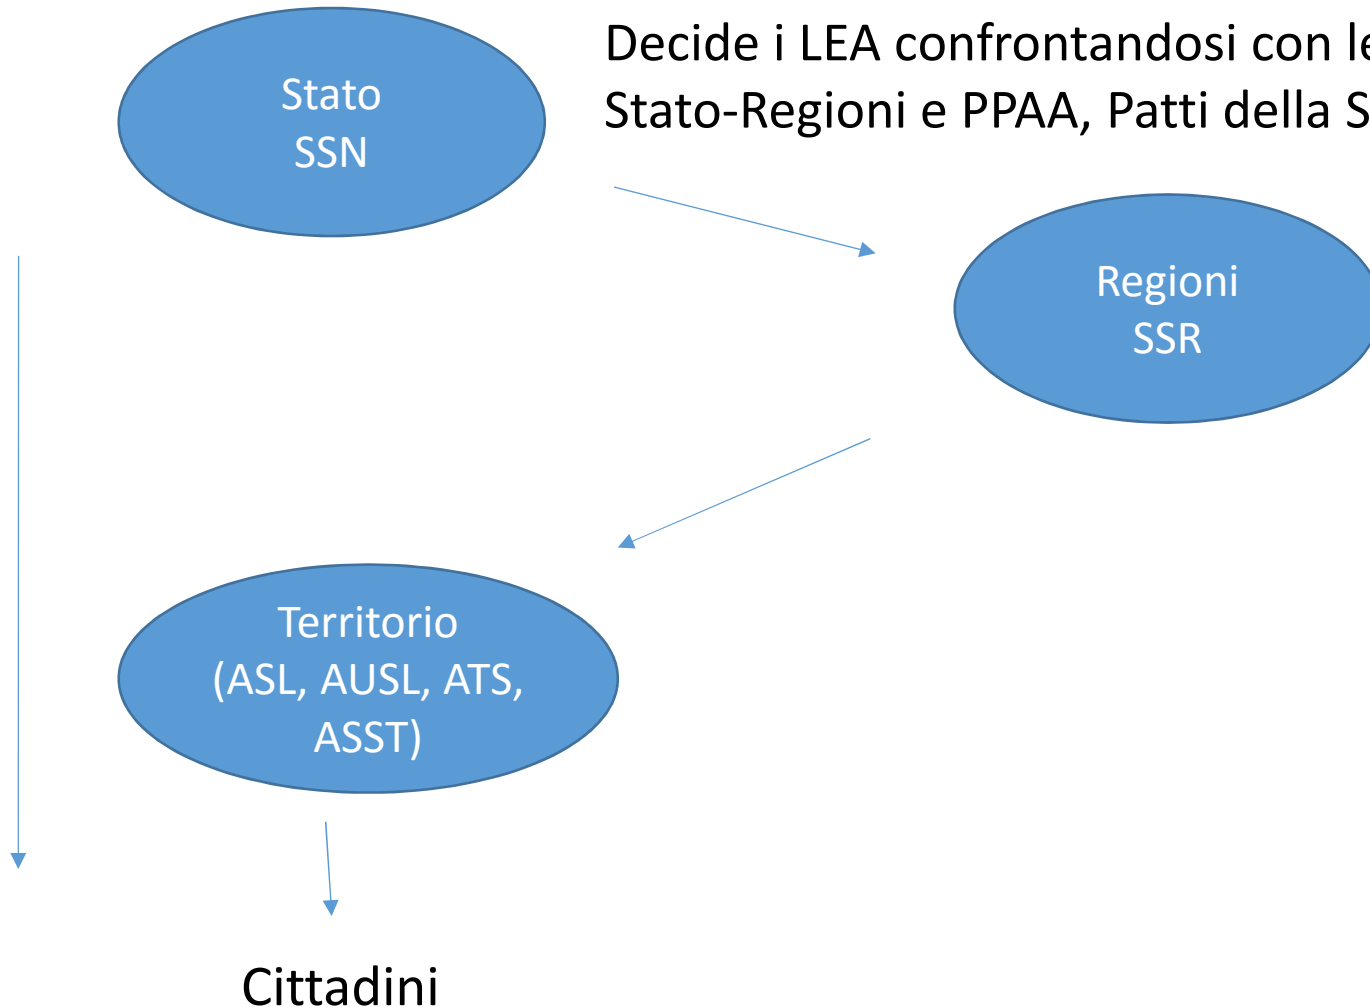 Decide i LEA confrontandosi con
Stato-Regioni e PPAA, Patti della
Stato
SSN
Regioni
SSR
Territorio
(ASL, AUSL, ATS,
ASST)
Cittadini